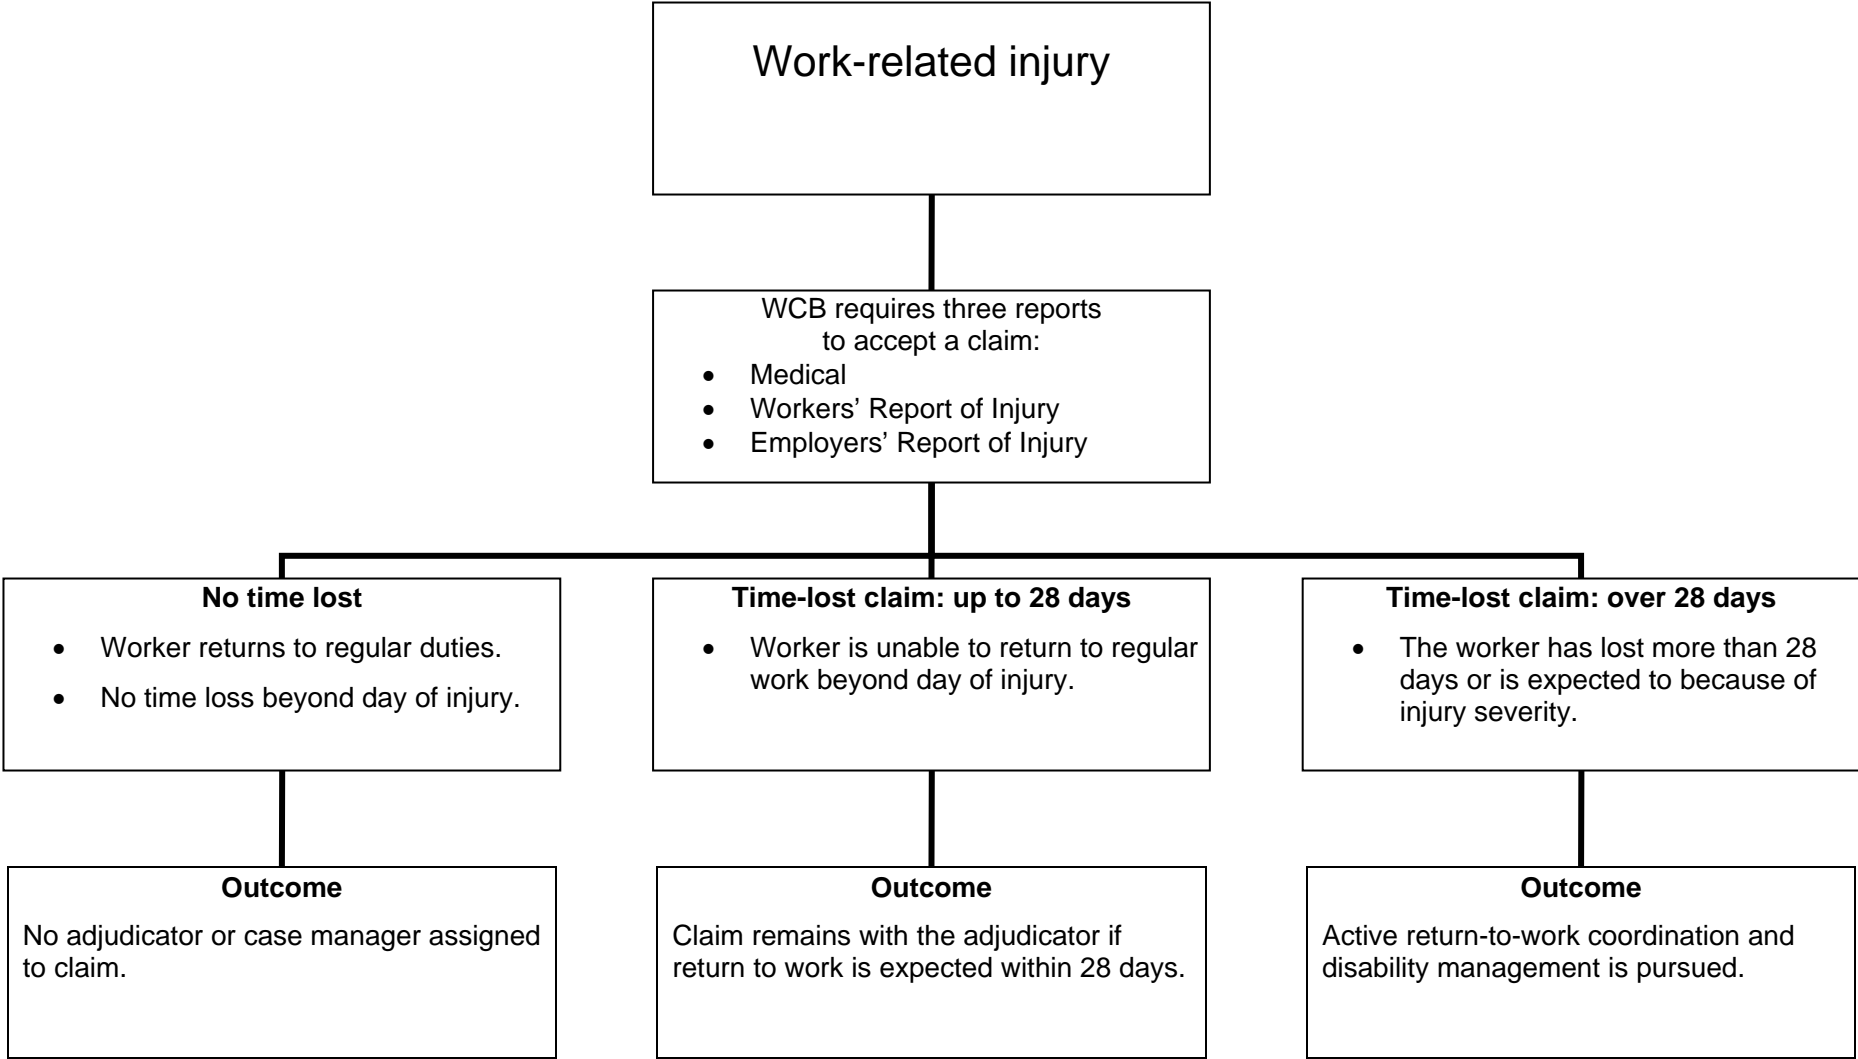 Work-related injury
WCB requires three reports
to accept a claim:
• Medical
• Workers’ Report of Injury
• Employers’ Report of Injury
No time lost
• Worker returns to regular duties.
• No time loss beyond day of injury.
Time-lost claim: up to 28 days
• Worker is unable to return to regular
work beyond day of injury.
Time-lost claim: over 28 days
• The worker has lost more than 28
days or is expected to because of
injury severity.
Outcome
No adjudicator or case manager assigned
to claim.
Outcome
Claim remains with the adjudicator if
return to work is expected within 28 days.
Outcome
Active return-to-work coordination and
disability management is pursued.